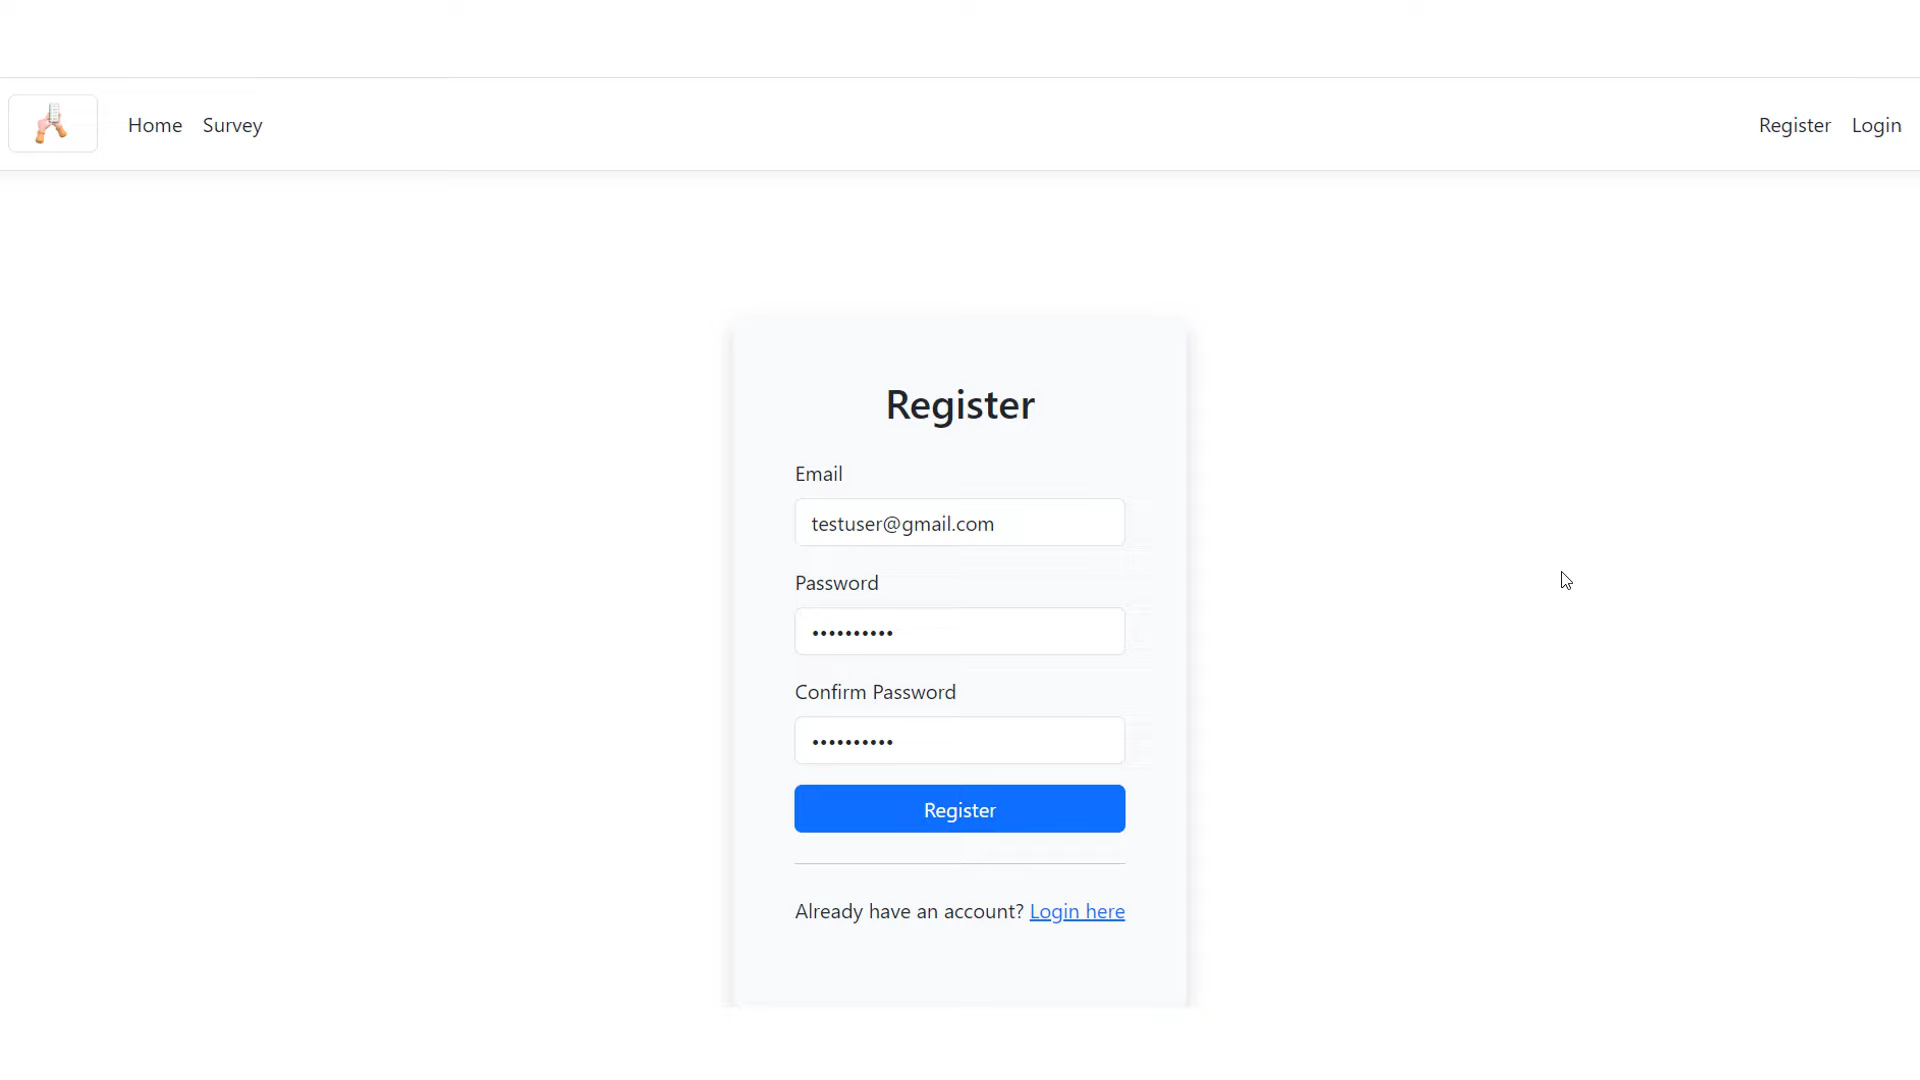 Home Survey Register Login
Register
Email
testuser@gmail.com
Password
••••••••••
Confirm Password
••••••••••
Register
Already have an account? Login here